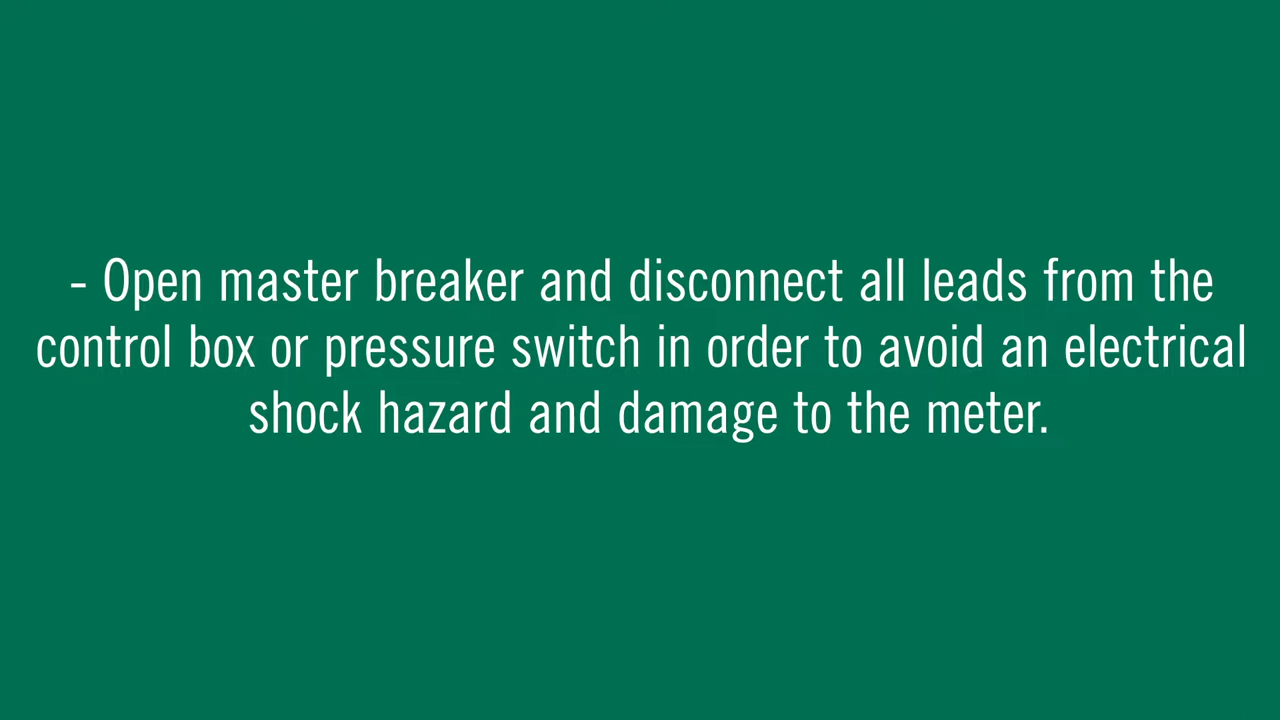 - Open master breaker and disconnect all leads from the
control box or pressure switch in order to avoid an electrical
shock hazard and damage to the meter.